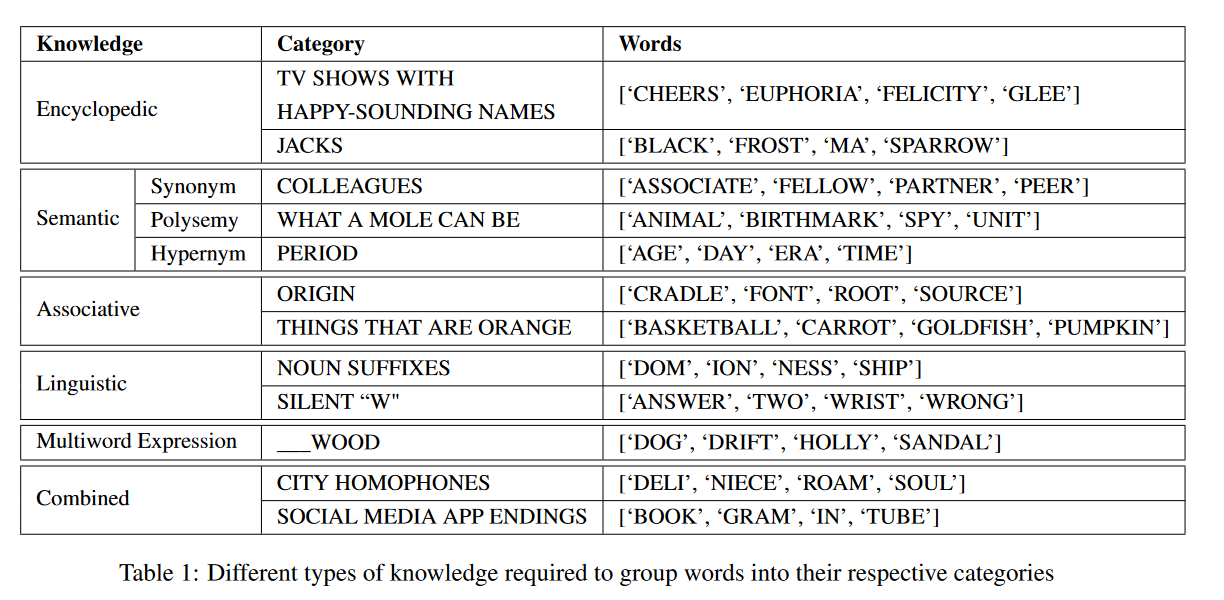 Knowledge Category Words
TV SHOWS WITH
HAPPY-SOUNDING NAMES
['CHEERS', 'EUPHORIA', 'FELICITY', 'GLEE']
Encyclopedic
JACKS ['BLACK', 'FROST', 'MA', 'SPARROW']
Semantic
Synonym COLLEAGUES ['ASSOCIATE', 'FELLOW', 'PARTNER', 'PEER']
Polysemy WHAT A MOLE CAN BE ['ANIMAL', 'BIRTHMARK', 'SPY', 'UNIT']
Hypernym PERIOD ['AGE', 'DAY', 'ERA', 'TIME']
Associative
ORIGIN ['CRADLE', 'FONT', 'ROOT', 'SOURCE']
THINGS THAT ARE ORANGE ['BASKETBALL', 'CARROT', 'GOLDFISH', 'PUMPKIN']
Linguistic
NOUN SUFFIXES ['DOM', 'ION', 'NESS', 'SHIP']
SILENT “W" ['ANSWER', 'TWO', 'WRIST', 'WRONG']
Multiword Expression ___WOOD ['DOG', 'DRIFT', 'HOLLY', 'SANDAL']
Combined
CITY HOMOPHONES ['DELI', 'NIECE', 'ROAM', 'SOUL']
SOCIAL MEDIA APP ENDINGS ['BOOK', 'GRAM', 'IN', 'TUBE']
Table 1: Different types of knowledge required to group words into their respective categories